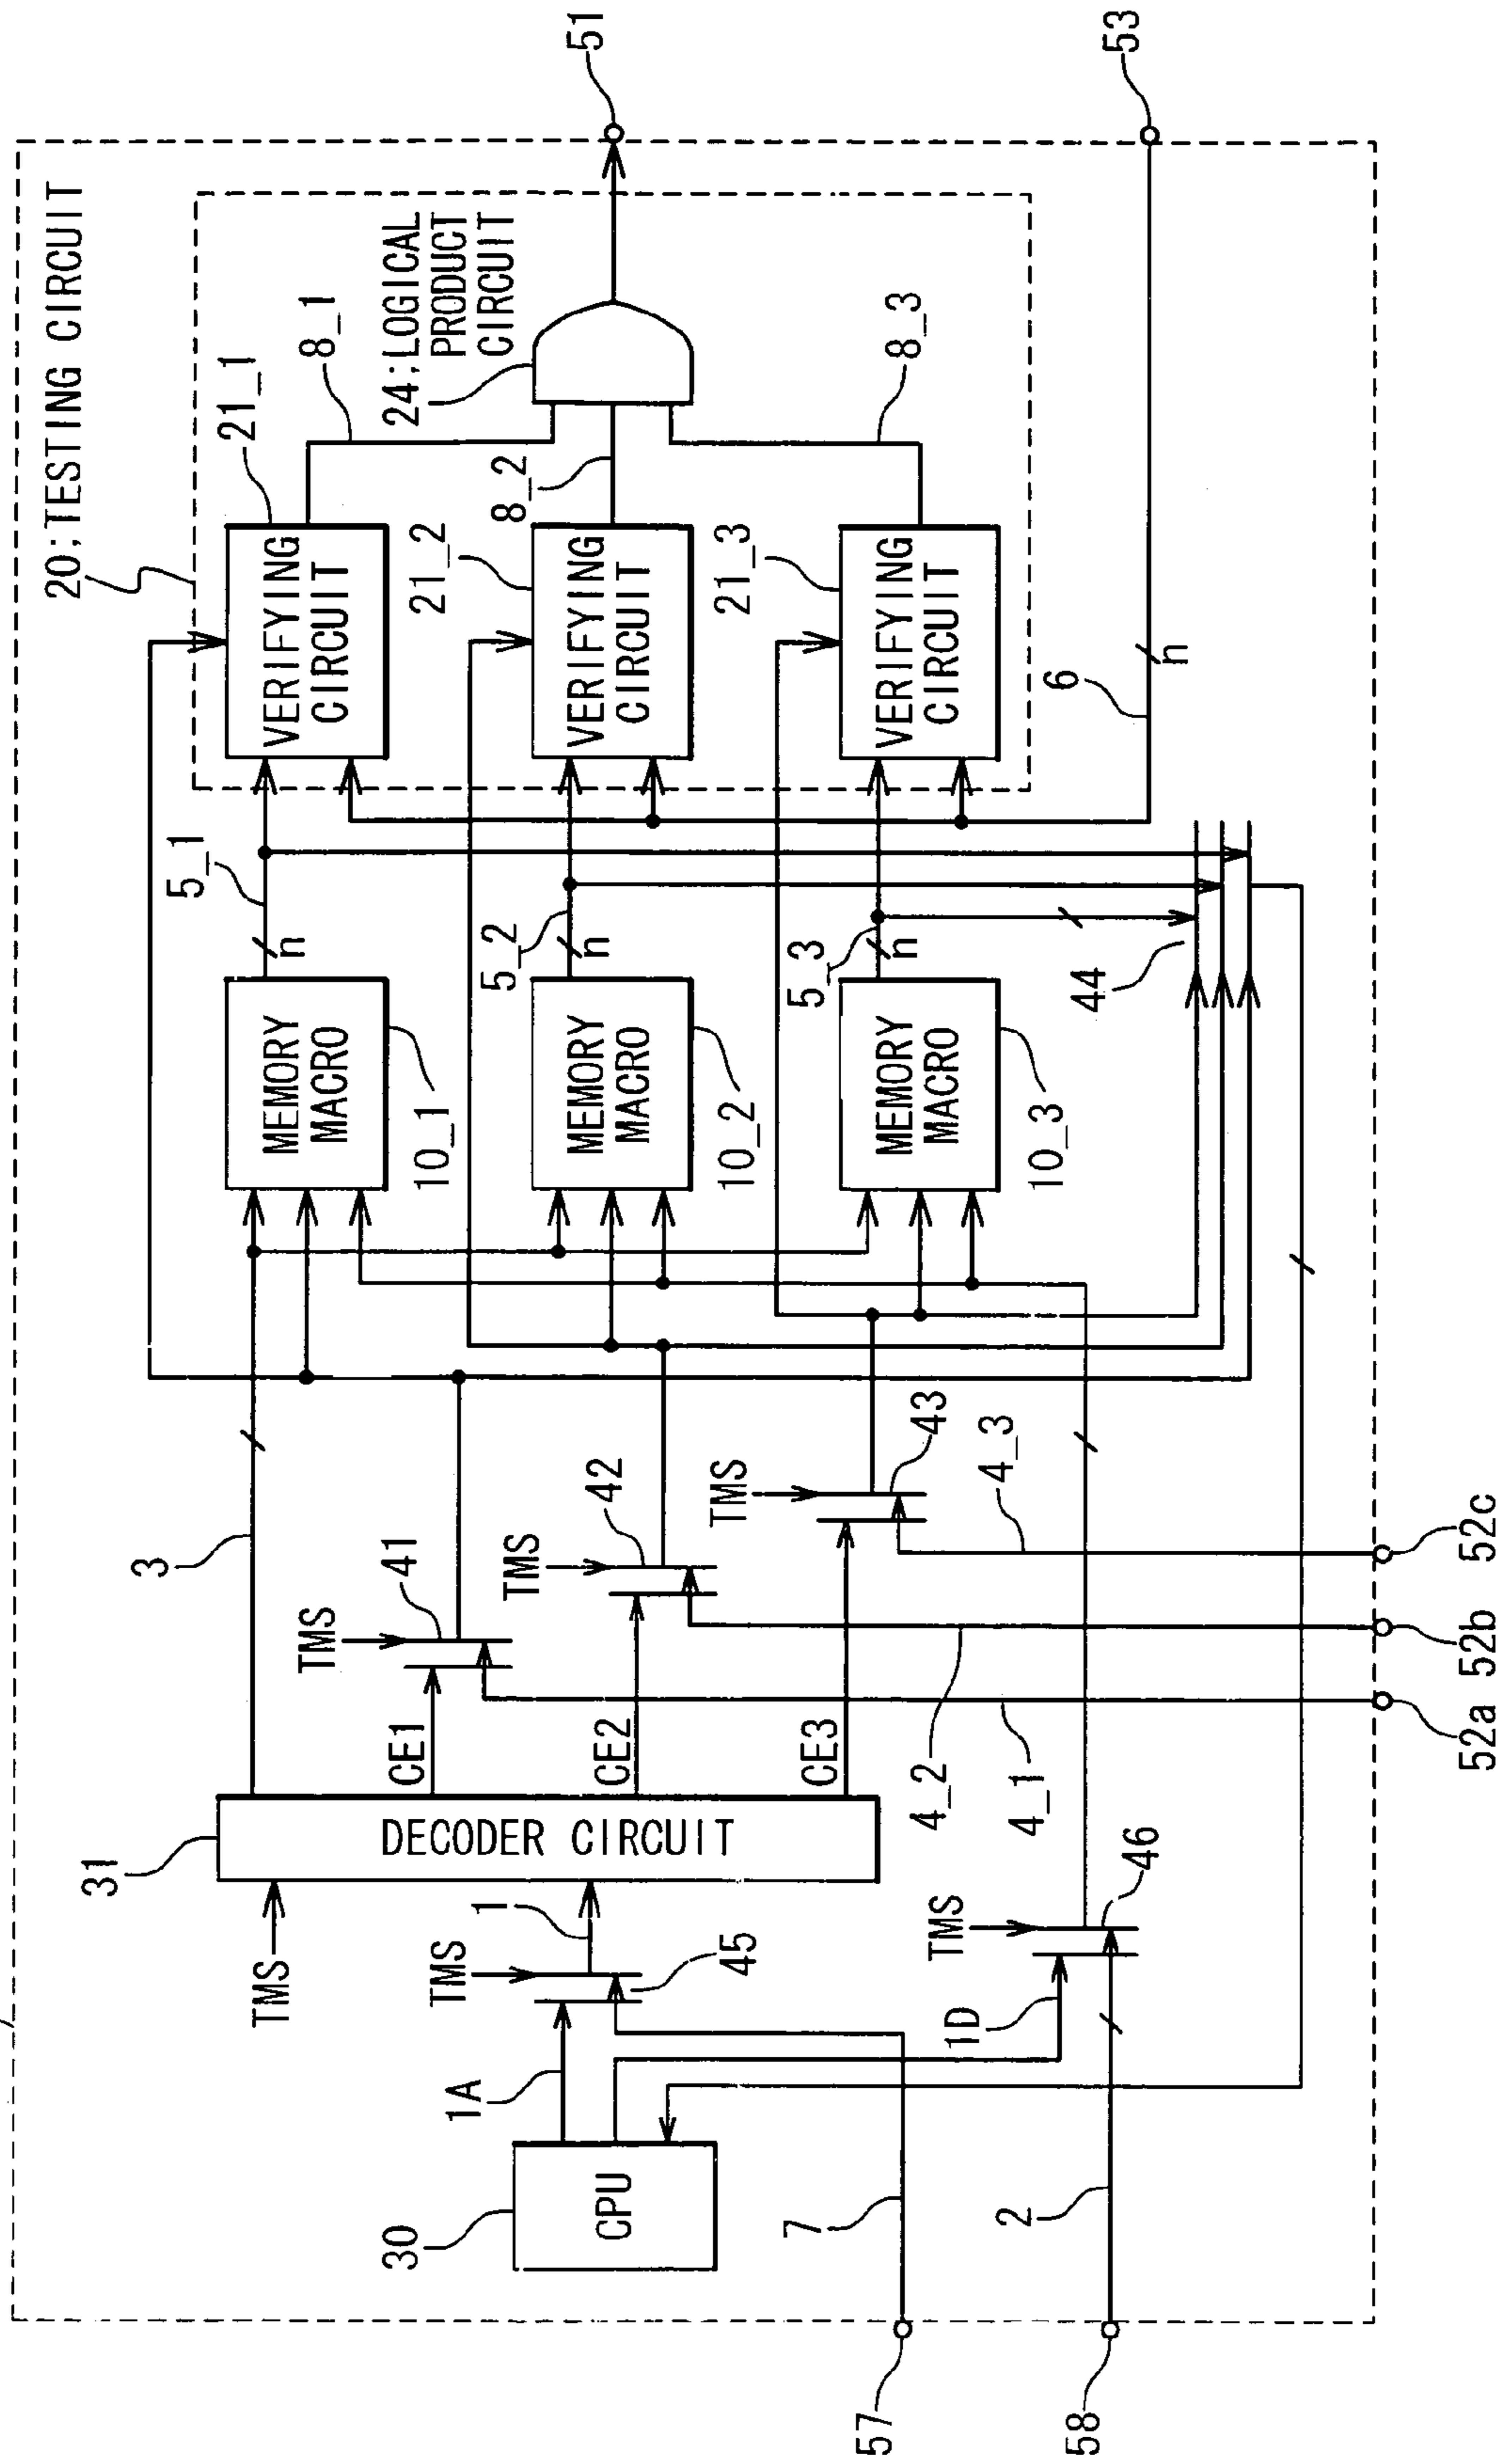 20;TESTING CIRCUIT
21_1
8_1
24;LOGICAL
PRODUCT
CIRCUIT
51
VERIFYING
CIRCUIT
8_2
21_2
VERIFYING
CIRCUIT
21_3
8_3
VERIFYING
CIRCUIT
53
6
n
5_1
n
5_2
n
5_3
n
44
MEMORY
MACRO
10_1
MEMORY
MACRO
10_2
MEMORY
MACRO
10_3
3
TMS
41
TMS
42
TMS
43
4_3
CE1
CE2
CE3
4_2
4_1
52a
52b
52c
31
DECODER CIRCUIT
TMS
1
TMS
45
TMS
46
1A
1D
30
CPU
7
2
57
58